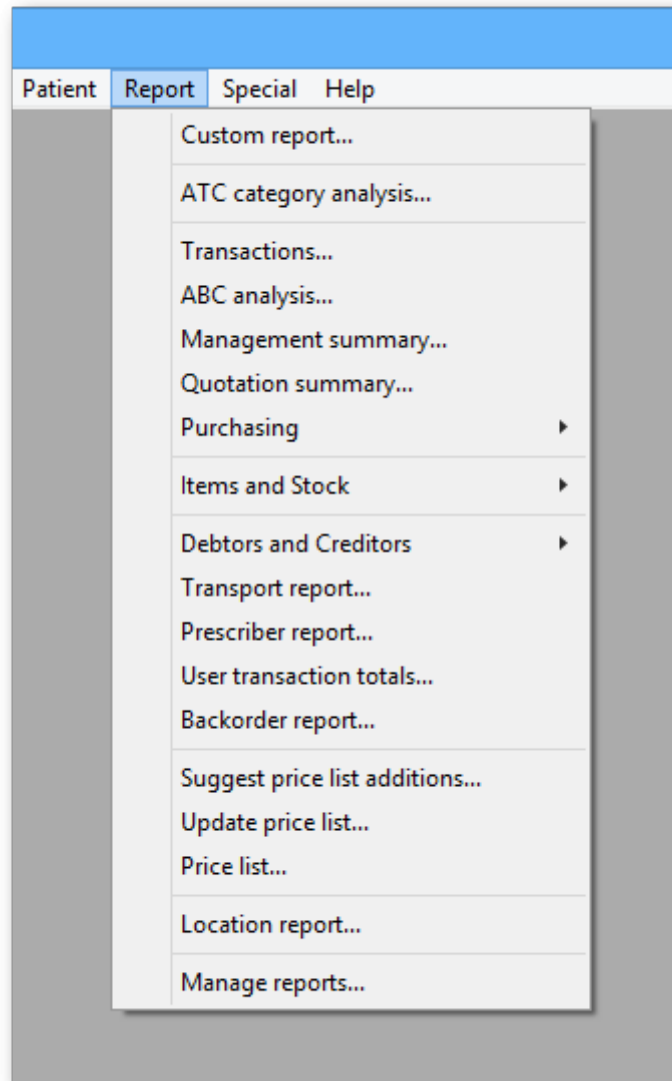 Patient Report Special Help
Custom report...
ATC category analysis...
Transactions...
ABC analysis...
Management summary...
Quotation summary...
Purchasing
Items and Stock
Debtors and Creditors
Transport report...
Prescriber report...
User transaction totals...
Backorder report...
Suggest price list additions...
Update price list...
Price list...
Location report...
Manage reports...